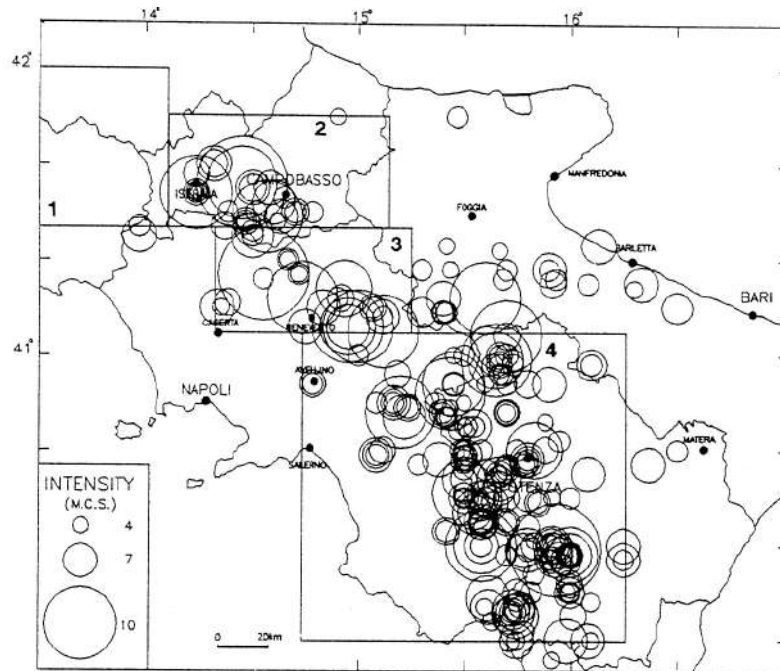 14° 15° 16°
42°
2
CAMPOBASSO
ISERNIA
MANFREDONIA
1
FOGGIA
3
BARLETTA
BARI
CASERTA
BENEVENTO
41°
4
AVELLINO
NAPOLI
MATERA
SALERNO
POTENZA
INTENSITY
(M.C.S.)
4
7
10
0 20km